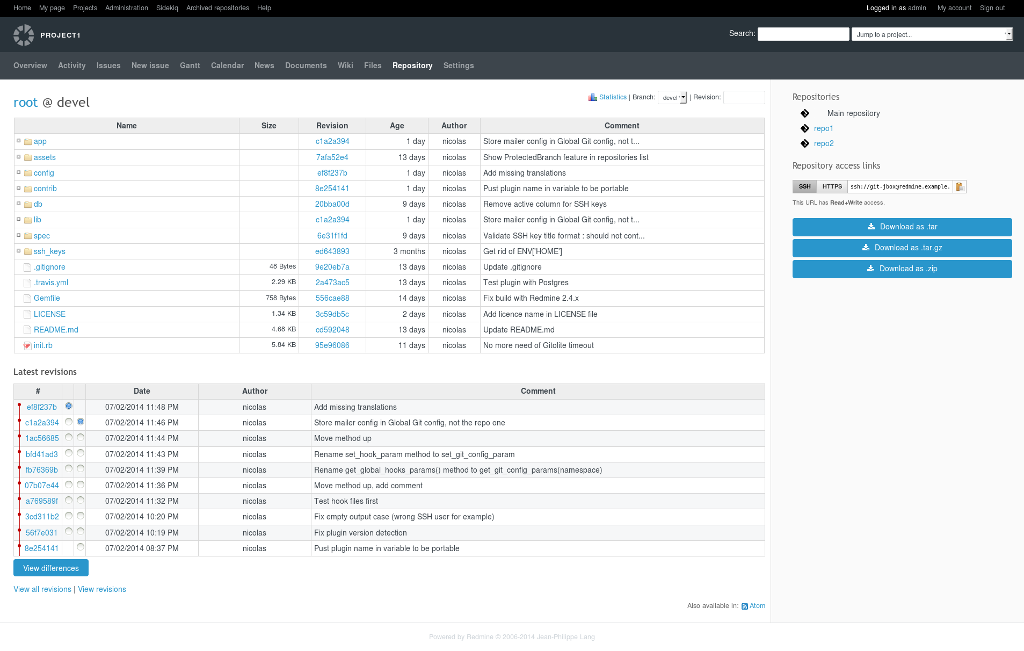 Home My page Projects Administration Sidekiq Archived repositories Help Logged in as admin My account Sign out
PROJECT1 Search: Jump to a project...
Overview Activity Issues New issue Gantt Calendar News Documents Wiki Files Repository Settings
root @ devel
Statistics | Branch: devel | Revision:
Name Size Revision Age Author Comment
app c1a2a394 1 day nicolas Store mailer config in Global Git config, not t...
assets 7afa52e4 13 days nicolas Show ProtectedBranch feature in repositories list
config ef8f237b 1 day nicolas Add missing translations
contrib 8e254141 1 day nicolas Pust plugin name in variable to be portable
db 20bba00d 9 days nicolas Remove active column for SSH keys
lib c1a2a394 1 day nicolas Store mailer config in Global Git config, not t...
spec 6c31f1fd 9 days nicolas Validate SSH key title format : should not cont...
ssh_keys ed643893 3 months nicolas Get rid of ENV['HOME']
.gitignore 46 Bytes 9e20eb7a 13 days nicolas Update .gitignore
.travis.yml 2.29 KB 2a473ac5 13 days nicolas Test plugin with Postgres
Gemfile 758 Bytes 556cae88 14 days nicolas Fix build with Redmine 2.4.x
LICENSE 1.34 KB 3c59db5c 2 days nicolas Add licence name in LICENSE file
README.md 4.68 KB cd592048 13 days nicolas Update README.md
init.rb 5.04 KB 95e96086 11 days nicolas No more need of Gitolite timeout
Latest revisions
# Date Author Comment
ef8f237b 07/02/2014 11:48 PM nicolas Add missing translations
c1a2a394 07/02/2014 11:46 PM nicolas Store mailer config in Global Git config, not the repo one
1ac56685 07/02/2014 11:44 PM nicolas Move method up
bfd41ad3 07/02/2014 11:43 PM nicolas Rename set_hook_param method to set_git_config_param
fb76369b 07/02/2014 11:39 PM nicolas Rename get_global_hooks_params() method to get_git_config_params(namespace)
07b07e44 07/02/2014 11:36 PM nicolas Move method up, add comment
a769589f 07/02/2014 11:32 PM nicolas Test hook files first
3cd311b2 07/02/2014 10:20 PM nicolas Fix empty output case (wrong SSH user for example)
56f7e031 07/02/2014 10:19 PM nicolas Fix plugin version detection
8e254141 07/02/2014 08:37 PM nicolas Pust plugin name in variable to be portable
View differences
View all revisions | View revisions
Also available in: Atom
Repositories
Main repository
repo1
repo2
Repository access links
SSH HTTPS ssh://git-jbox@redmine.example.
This URL has Read+Write access.
Download as .tar
Download as .tar.gz
Download as .zip
Powered by Redmine © 2006-2014 Jean-Philippe Lang